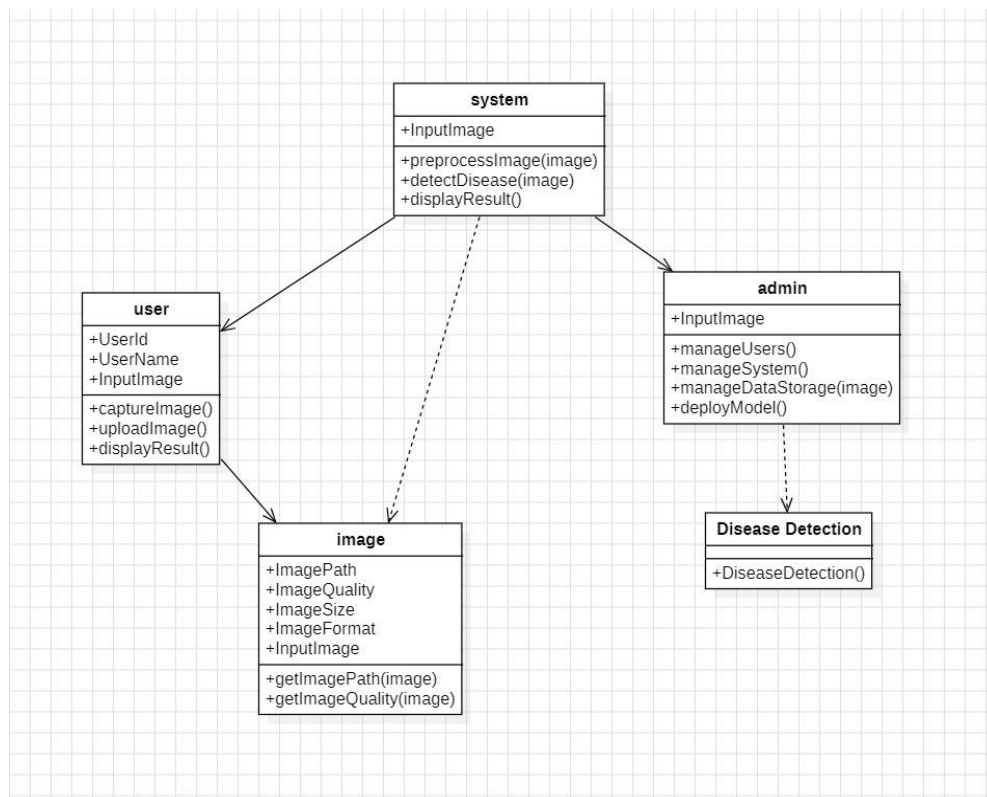 system
+InputImage
+preprocessImage(image)
+detectDisease(image)
+displayResult()
user
+UserId
+UserName
+InputImage
+captureImage()
+uploadImage()
+displayResult()
admin
+InputImage
+manageUsers()
+manageSystem()
+manageDataStorage(image)
+deployModel()
image
+ImagePath
+ImageQuality
+ImageSize
+ImageFormat
+InputImage
+getImagePath(image)
+getImageQuality(image)
Disease Detection
+DiseaseDetection()